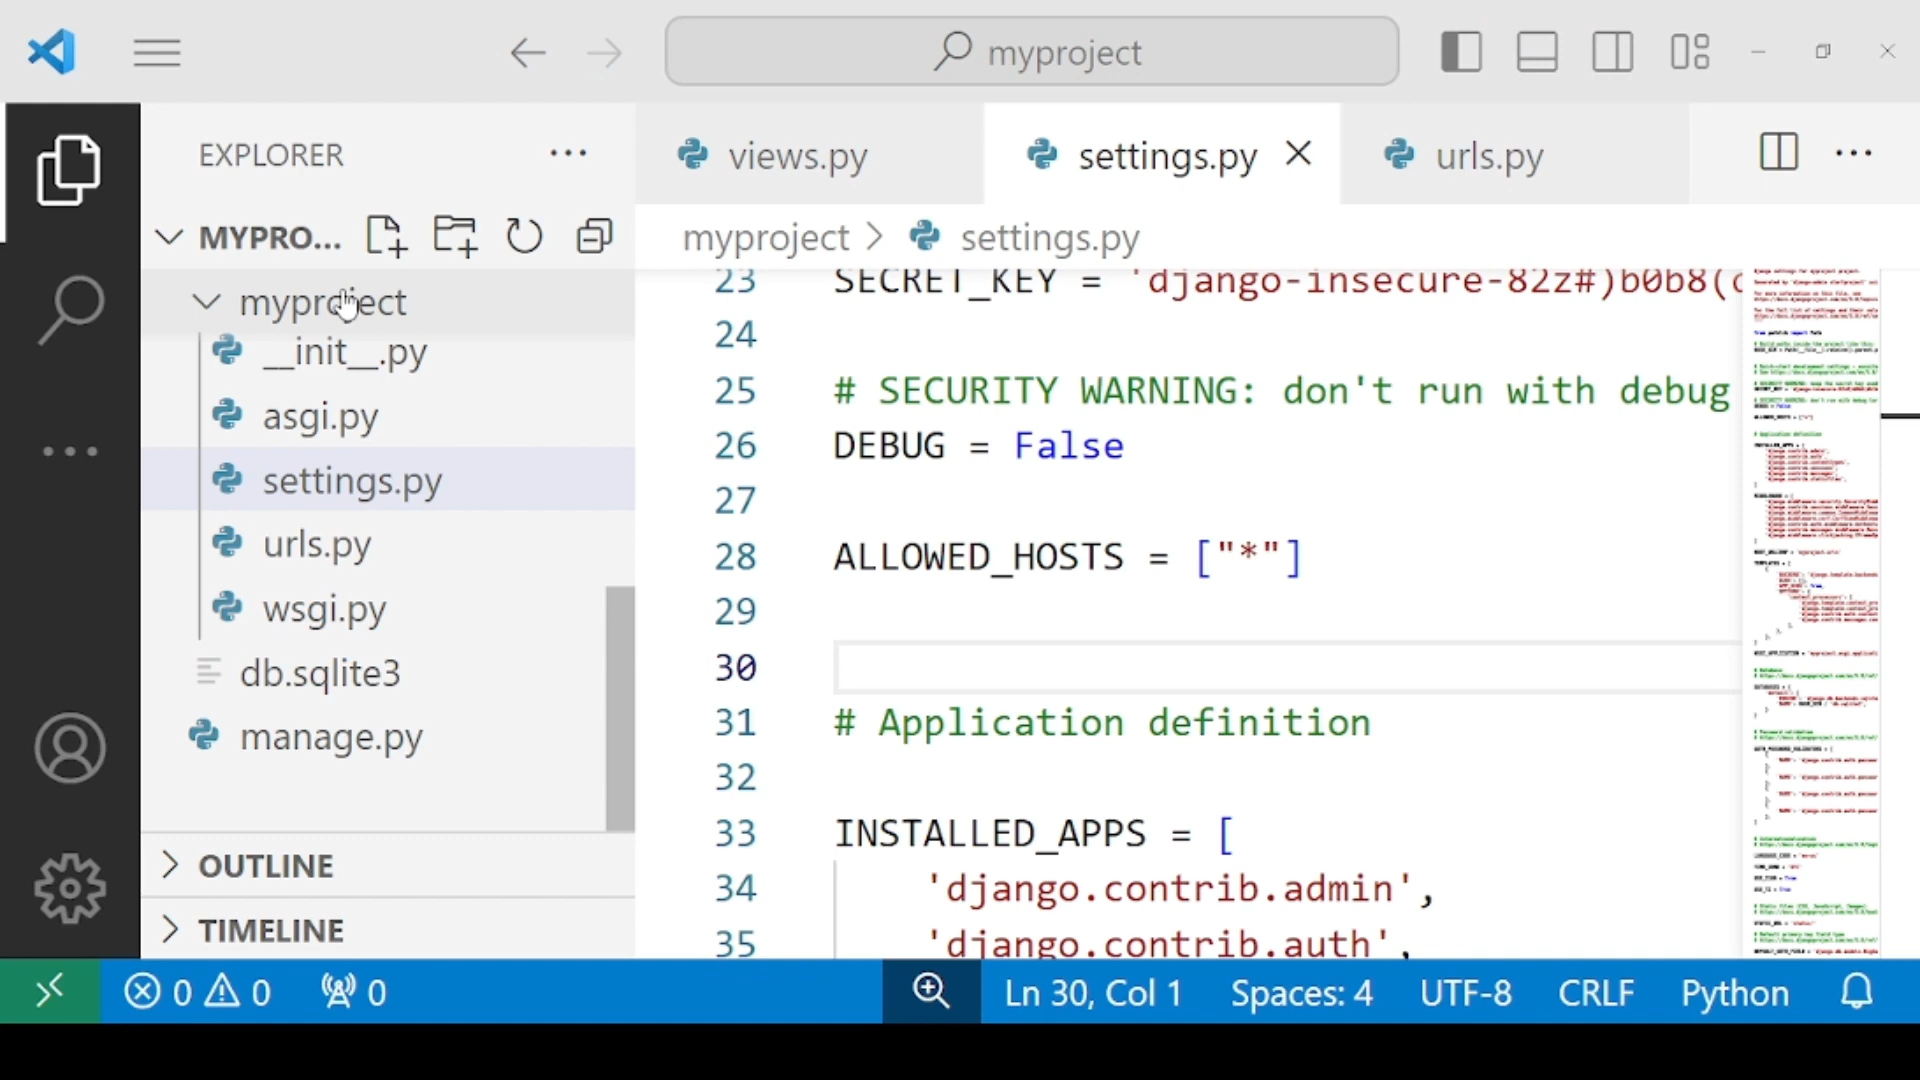 myproject
EXPLORER
views.py
settings.py
urls.py
MYPRO...
myproject > settings.py
myproject
__init__.py
asgi.py
settings.py
urls.py
wsgi.py
db.sqlite3
manage.py
OUTLINE
TIMELINE
23 SECRET_KEY = 'django-insecure-82z#)b0b8(
24
25 # SECURITY WARNING: don't run with debug
26 DEBUG = False
27
28 ALLOWED_HOSTS = ["*"]
29
30
31 # Application definition
32
33 INSTALLED_APPS = [
34 'django.contrib.admin',
35 'django.contrib.auth',
0 0 0 Ln 30, Col 1 Spaces: 4 UTF-8 CRLF Python